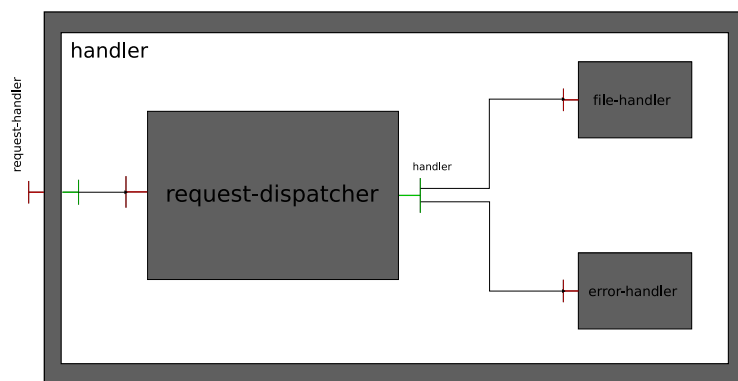 handler
request-handler
request-dispatcher
handler
file-handler
error-handler